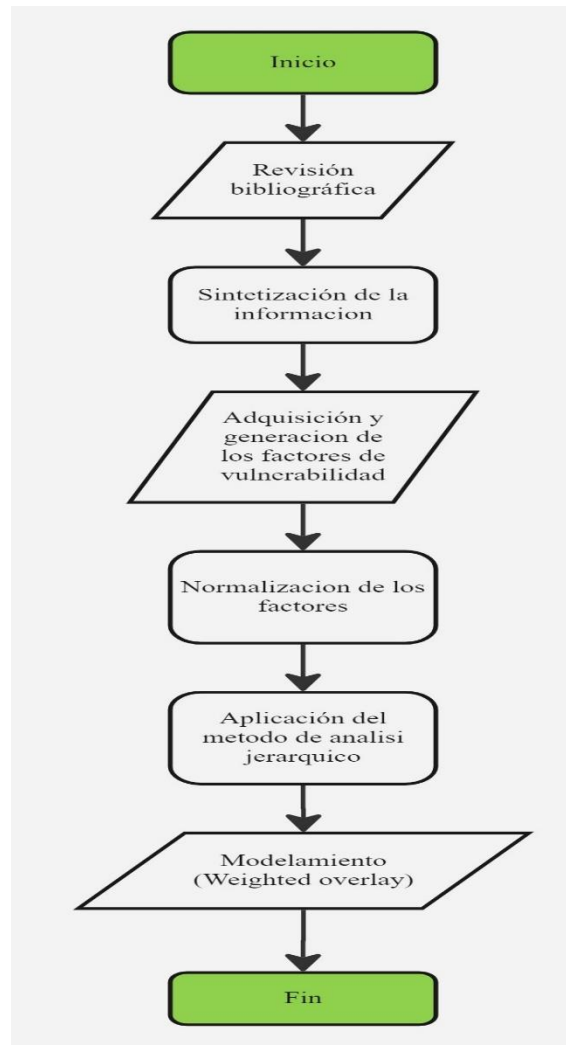 Inicio
Revisión
bibliográfica
Sintetización de la
informacion
Adquisición y
generacion de
los factores de
vulnerabilidad
Normalizacion de los
factores
Aplicación del
metodo de analisi
jerarquico
Modelamiento
(Weighted overlay)
Fin